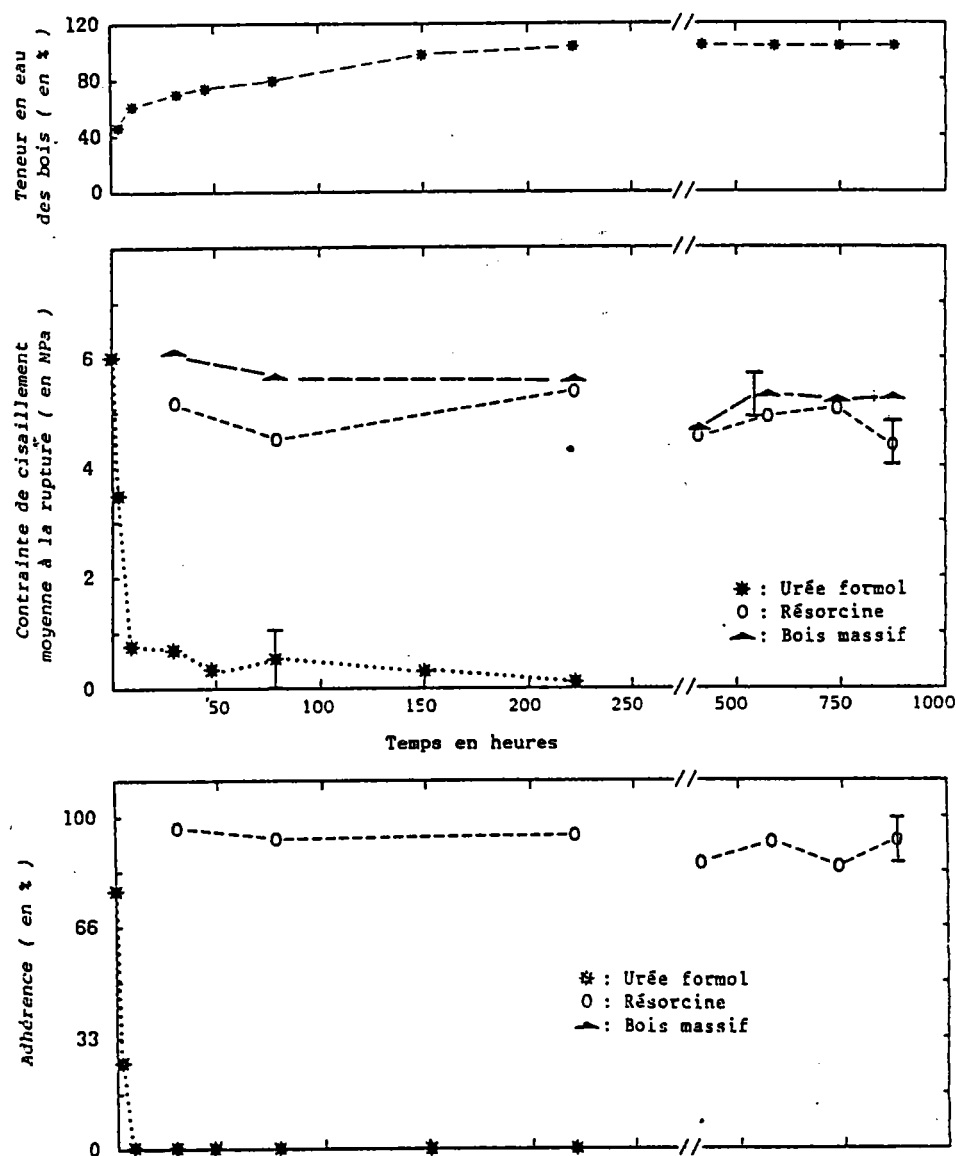 Teneur en eau
des bois ( en % )
120
80
40
0
//
//
Contrainte de cisaillement
moyenne à la rupture ( en MPa )
6
4
2
0
//
* : Urée formol
O : Résorcine
: Bois massif
50
100
150
200
250
//
500
750
1000
Temps en heures
Adhérence ( en % )
100
66
33
0
//
* : Urée formol
O : Résorcine
: Bois massif
//